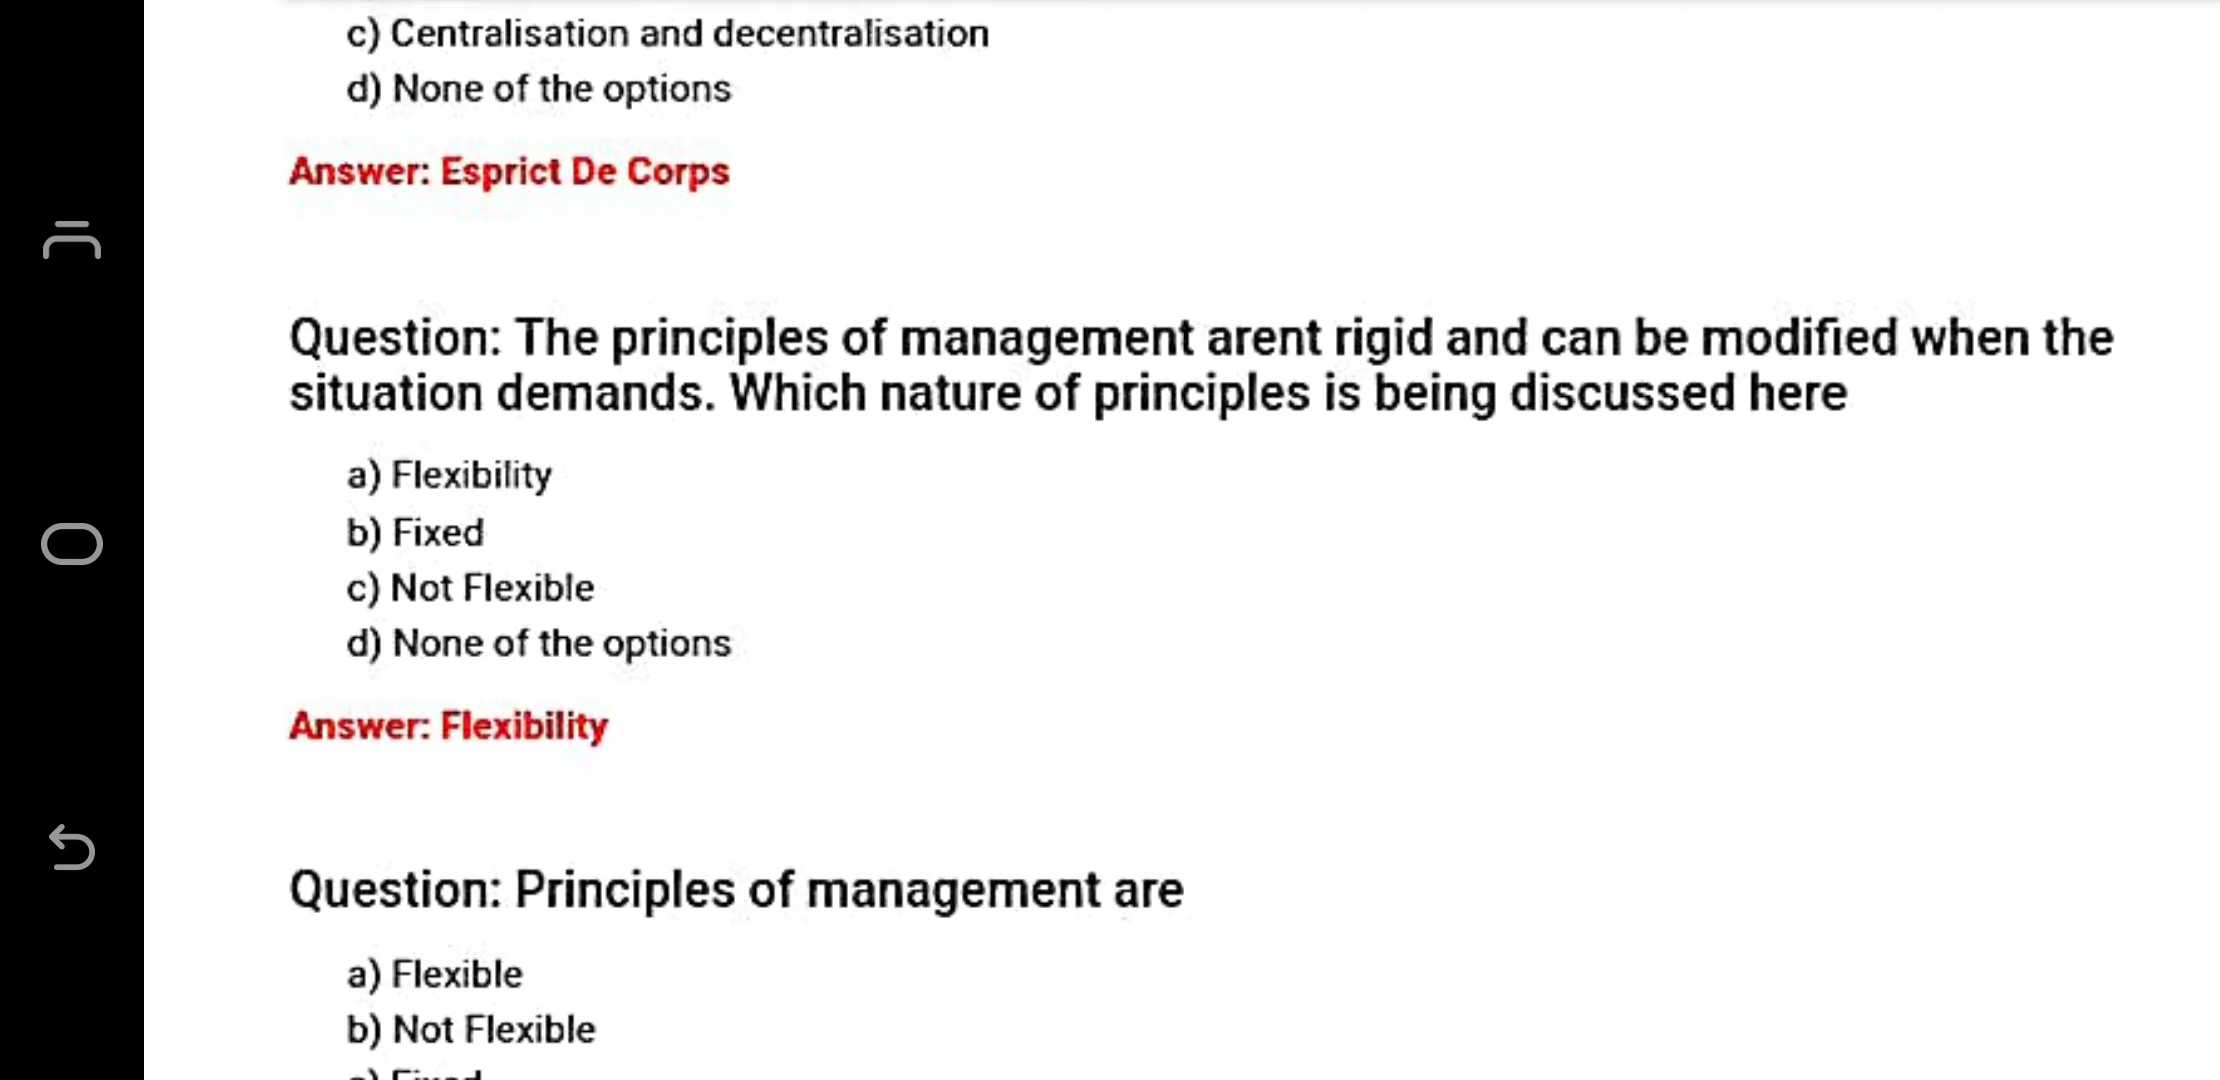 c) Centralisation and decentralisation
d) None of the options
Answer: Esprict De Corps
Question: The principles of management arent rigid and can be modified when the
situation demands. Which nature of principles is being discussed here
a) Flexibility
b) Fixed
c) Not Flexible
d) None of the options
Answer: Flexibility
Question: Principles of management are
a) Flexible
b) Not Flexible
c) Fixed